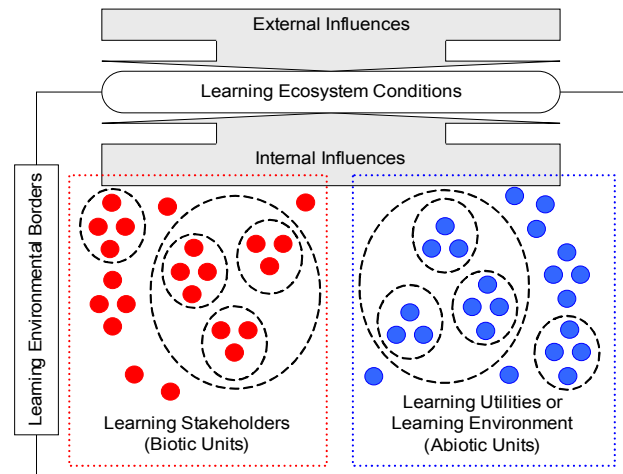 External Influences
Learning Ecosystem Conditions
Internal Influences
Learning Environmental Borders
Learning Stakeholders
(Biotic Units)
Learning Utilities or
Learning Environment
(Abiotic Units)